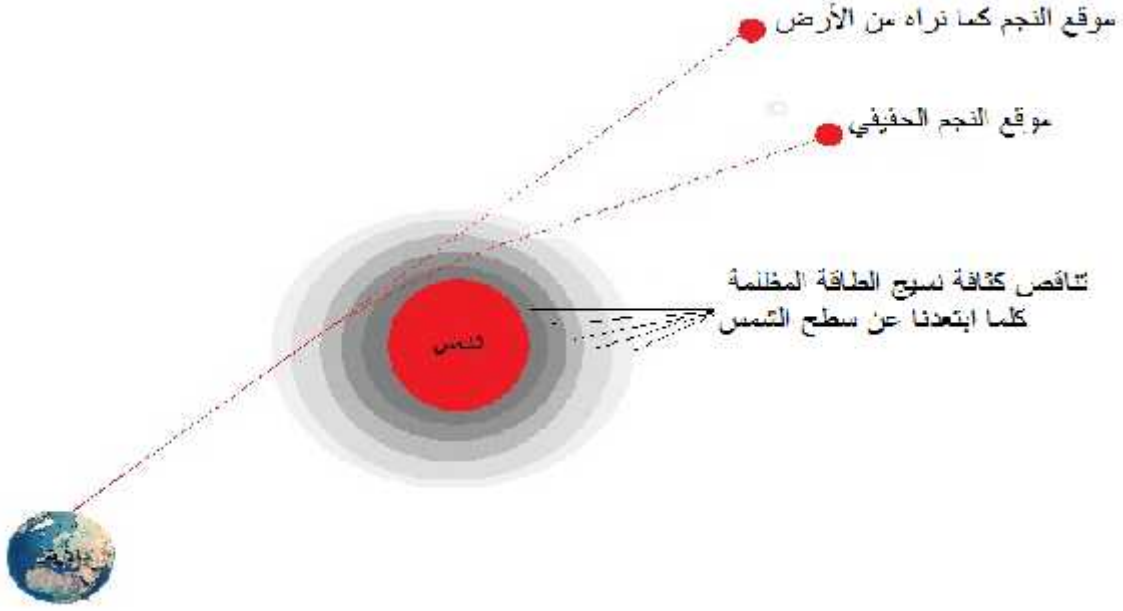 موقع النجم كما نراه من الأرض
موقع النجم الحقيقي
تناقص كثافة نسيج الطاقة المظلمة
كلما ابتعدنا عن سطح الشمس
الشمس